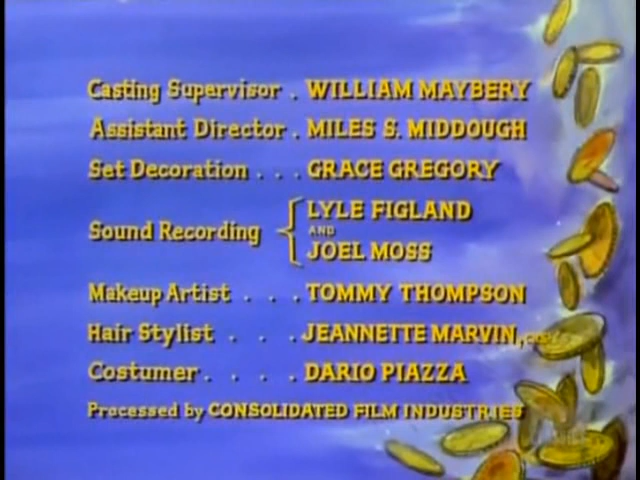 Casting Supervisor . WILLIAM MAYBERY
Assistant Director . MILES S. MIDDOUGH
Set Decoration . . . GRACE GREGORY
Sound Recording { LYLE FIGLAND
AND
JOEL MOSS
Makeup Artist . . . TOMMY THOMPSON
Hair Stylist . . . JEANNETTE MARVIN,
Costumer . . . . DARIO PIAZZA
Processed by CONSOLIDATED FILM INDUSTRIES